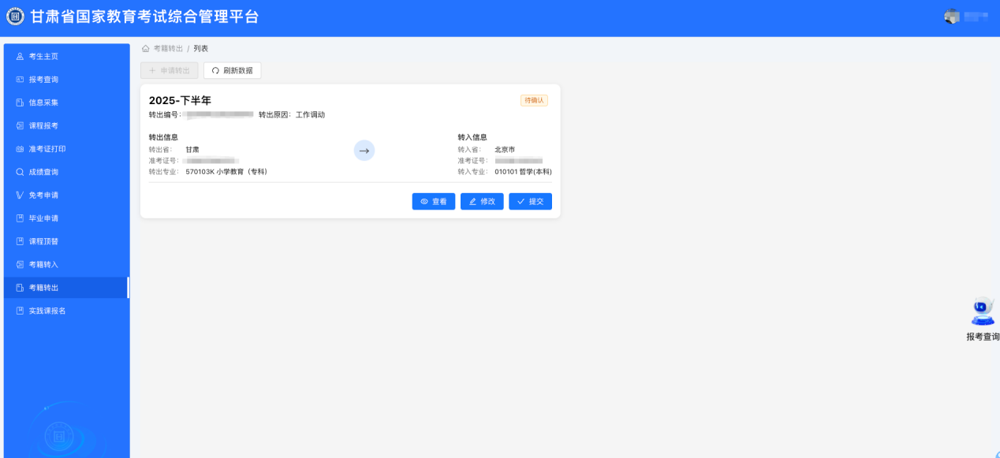 甘肃省国家教育考试综合管理平台
考生主页
报考查询
信息采集
课程报考
准考证打印
成绩查询
免考申请
毕业申请
课程顶替
考籍转入
考籍转出
实践课报名
考籍转出 / 列表
申请转出 刷新数据
2025-下半年 待确认
转出编号: 转出原因: 工作调动
转出信息 转入信息
转出省: 甘肃 转入省: 北京市
准考证号: 准考证号:
转出专业: 570103K 小学教育（专科） 转入专业: 010101 哲学(本科)
查看 修改 提交
报考查询